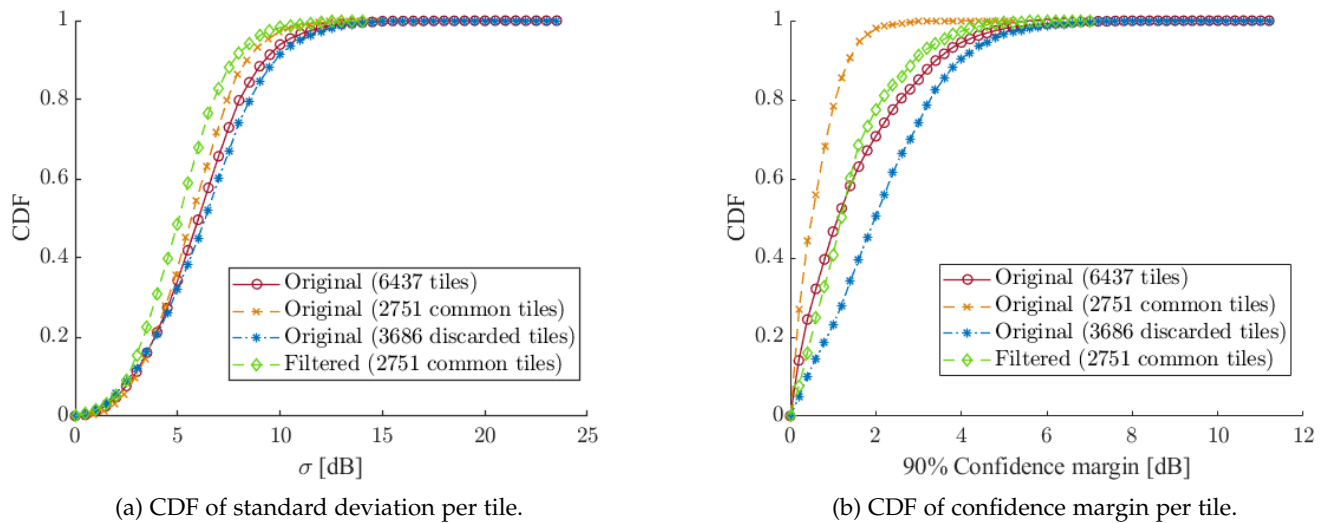 1
0.8
0.6
0.4
0.2
0
CDF
Original (6437 tiles)
Original (2751 common tiles)
Original (3686 discarded tiles)
Filtered (2751 common tiles)
0 5 10 15 20 25
σ [dB]
(a) CDF of standard deviation per tile.
1
0.8
0.6
0.4
0.2
0
CDF
Original (6437 tiles)
Original (2751 common tiles)
Original (3686 discarded tiles)
Filtered (2751 common tiles)
0 2 4 6 8 10 12
90% Confidence margin [dB]
(b) CDF of confidence margin per tile.